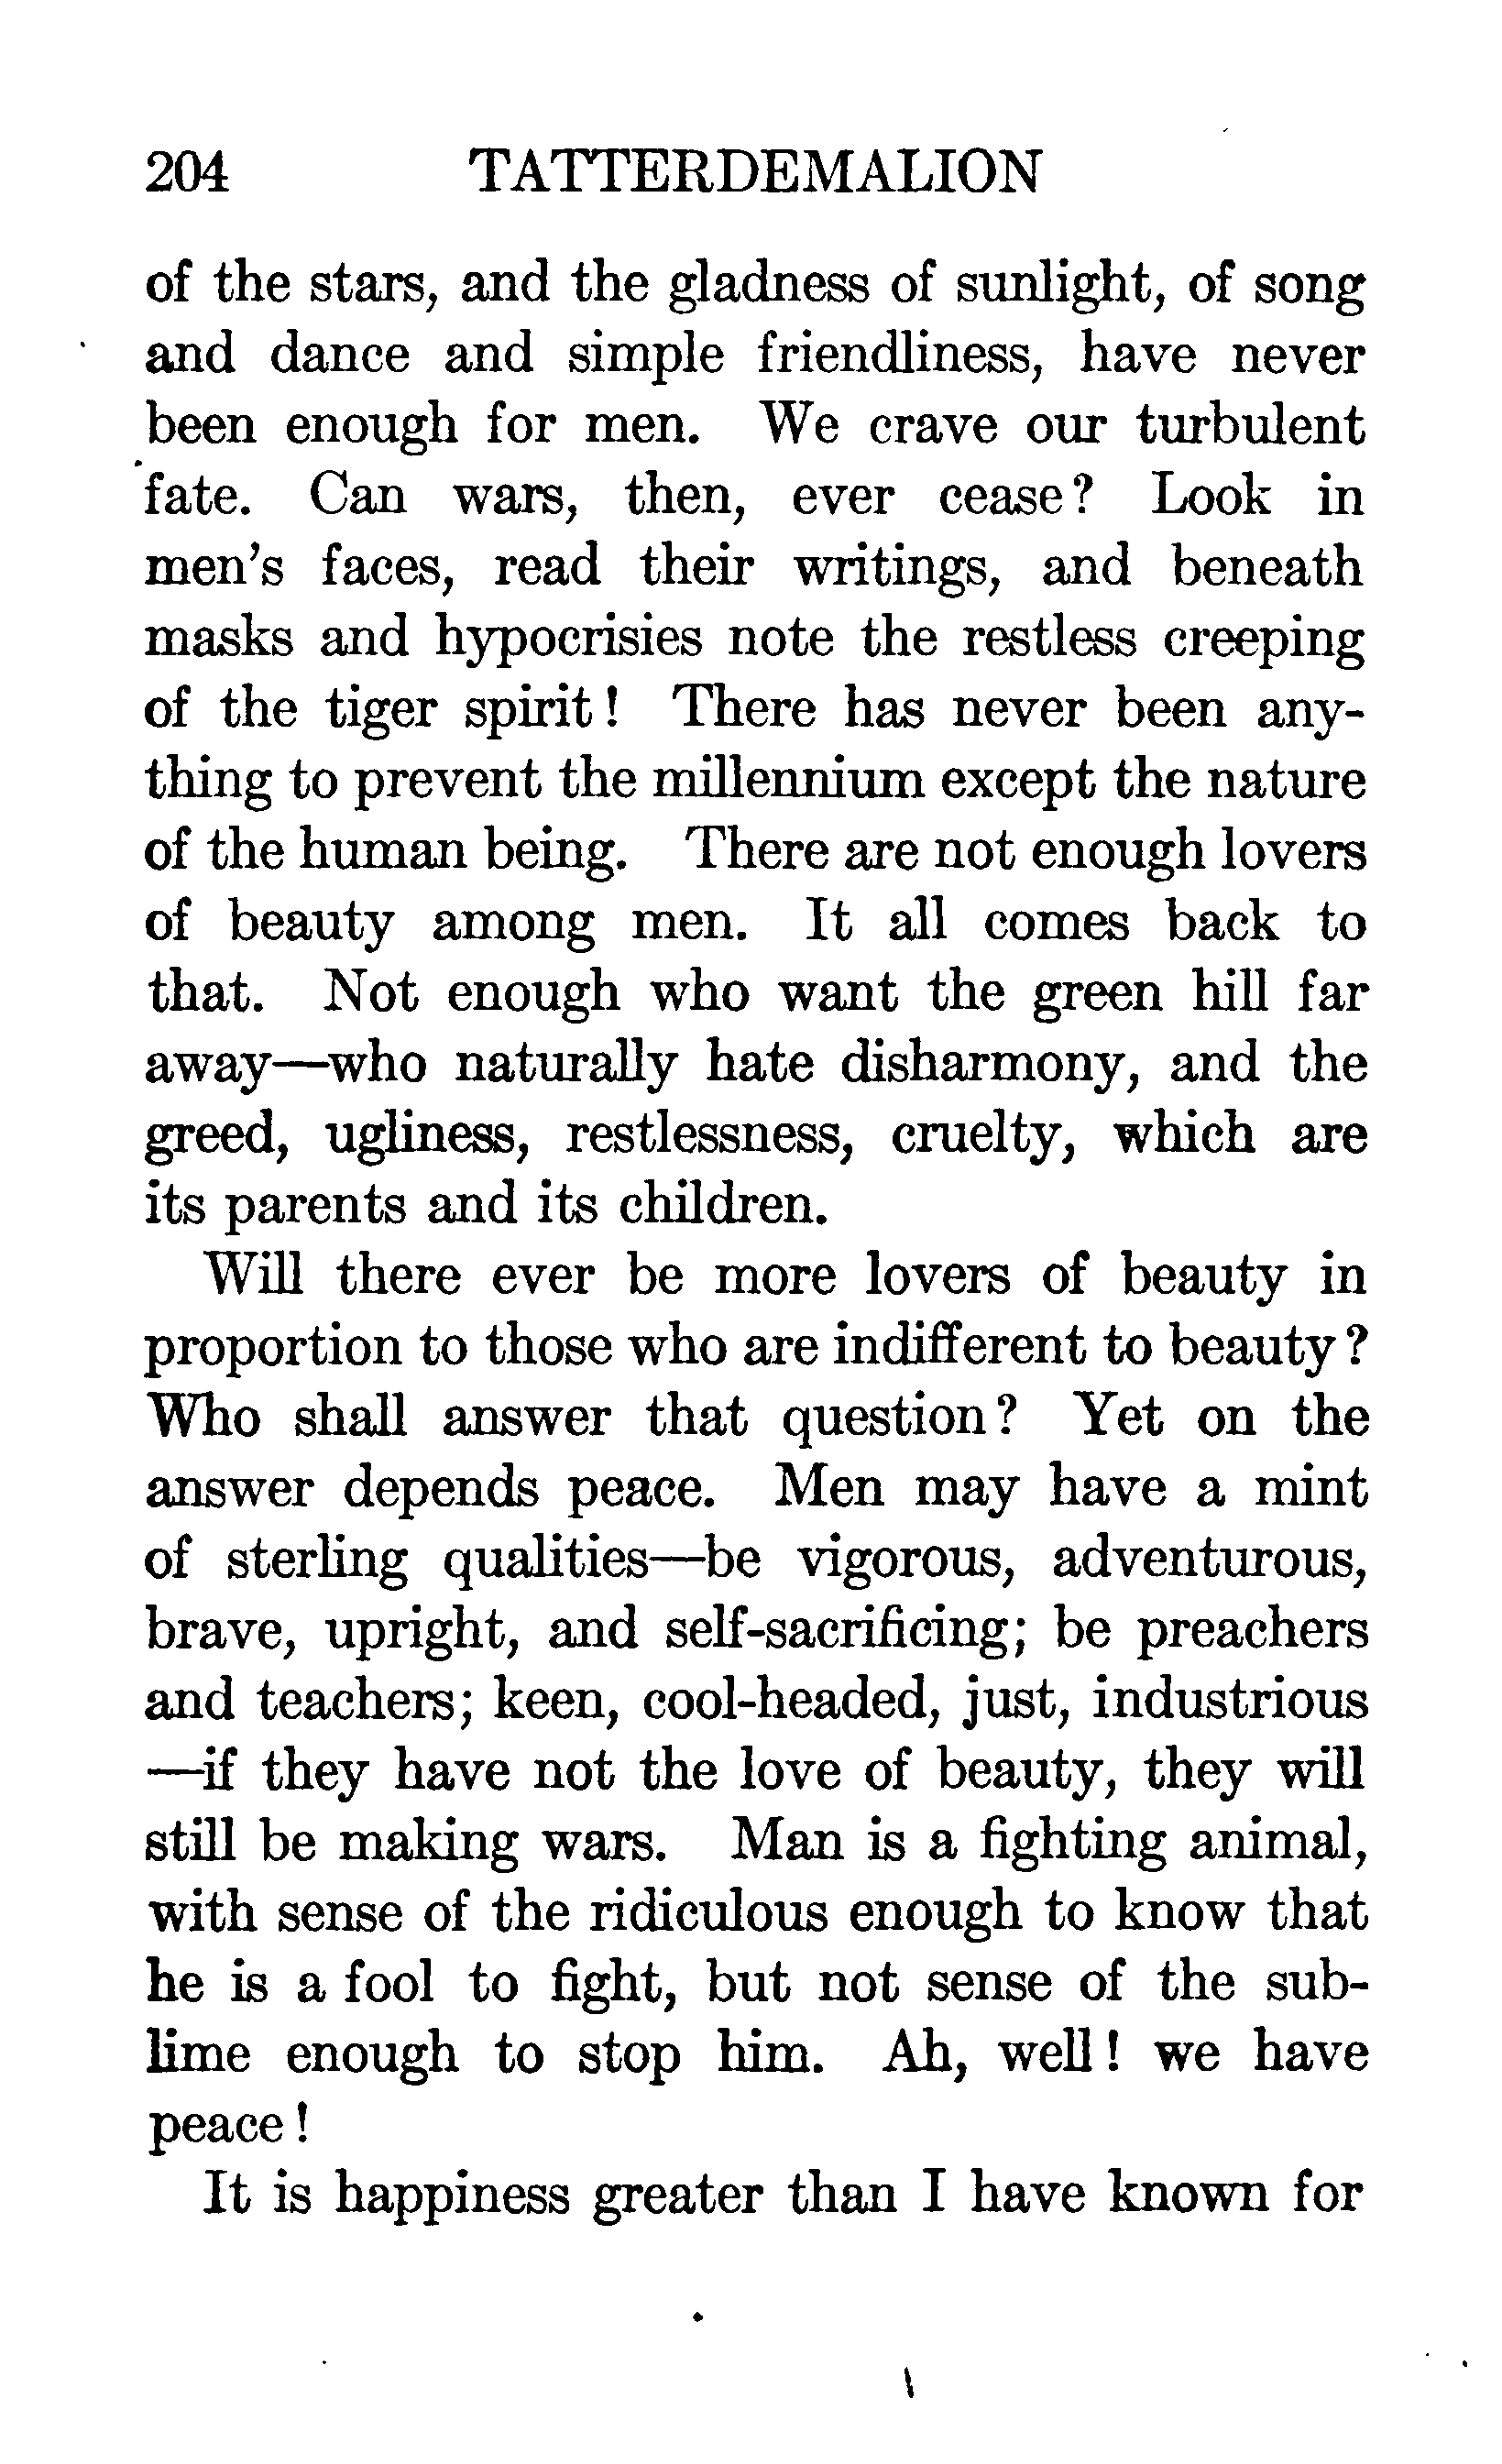 204 TATTERDEMALION
of the stars, and the gladness of sunlight, of song
and dance and simple friendliness, have never
been enough for men. We crave our turbulent
fate. Can wars, then, ever cease? Look in
men's faces, read their writings, and beneath
masks and hypocrisies note the restless creeping
of the tiger spirit! There has never been any-
thing to prevent the millennium except the nature
of the human being. There are not enough lovers
of beauty among men. It all comes back to
that. Not enough who want the green hill far
away—who naturally hate disharmony, and the
greed, ugliness, restlessness, cruelty, which are
its parents and its children.
Will there ever be more lovers of beauty in
proportion to those who are indifferent to beauty?
Who shall answer that question? Yet on the
answer depends peace. Men may have a mint
of sterling qualities—be vigorous, adventurous,
brave, upright, and self-sacrificing; be preachers
and teachers; keen, cool-headed, just, industrious
—if they have not the love of beauty, they will
still be making wars. Man is a fighting animal,
with sense of the ridiculous enough to know that
he is a fool to fight, but not sense of the sub-
lime enough to stop him. Ah, well! we have
peace!
It is happiness greater than I have known for